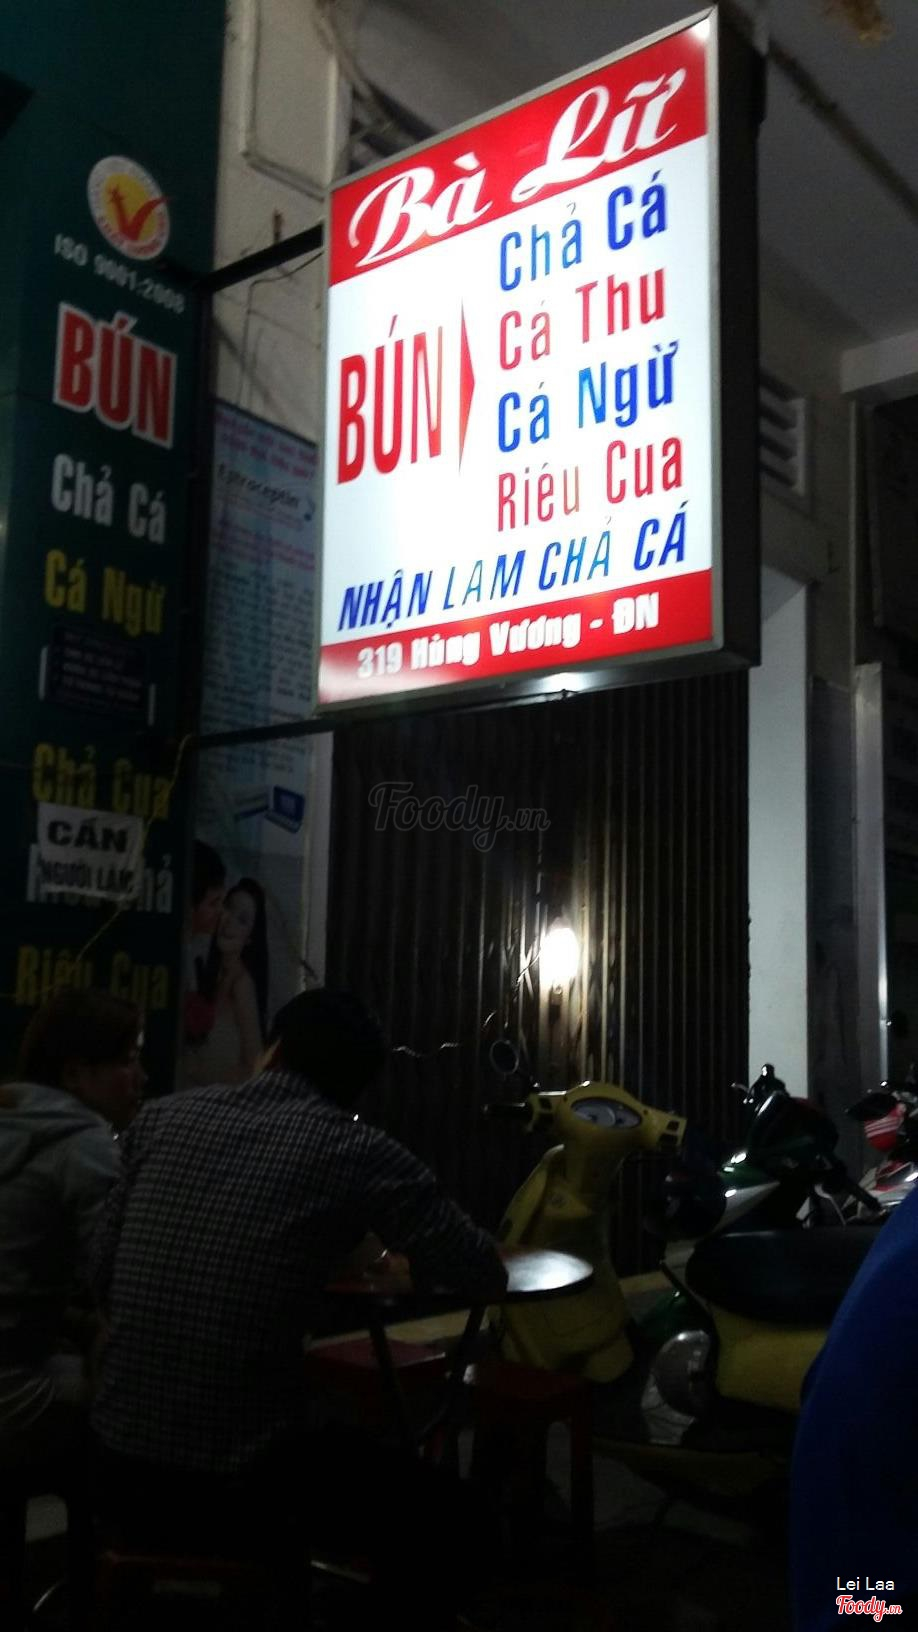 Bà Lữ
BÚN
Chả Cá
Cá Thu
Cá Ngừ
Riêu Cua
NHẬN LAM CHẢ CÁ
319 Hùng Vương - ĐN
ISO 9001:2008
BÚN
Chả Cá
Cá Ngừ
Chả Cua
CẦN
NGƯỜI LÀM
Riêu Cua
Foody.vn
Lei Laa
Foody.vn